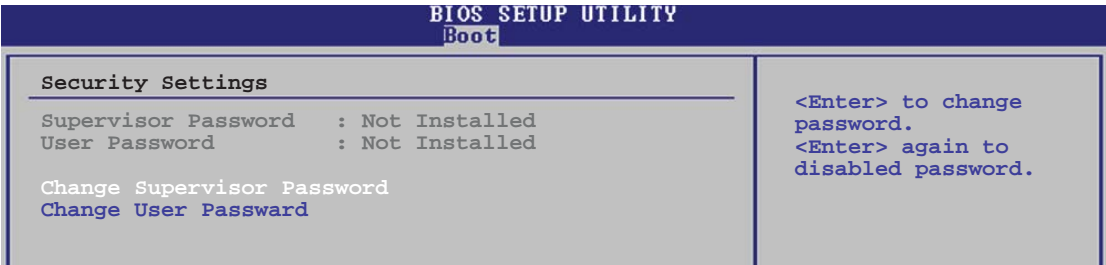 BIOS SETUP UTILITY
Boot
Security Settings
Supervisor Password : Not Installed
User Password : Not Installed
Change Supervisor Password
Change User Passward
<Enter> to change
password.
<Enter> again to
disabled password.